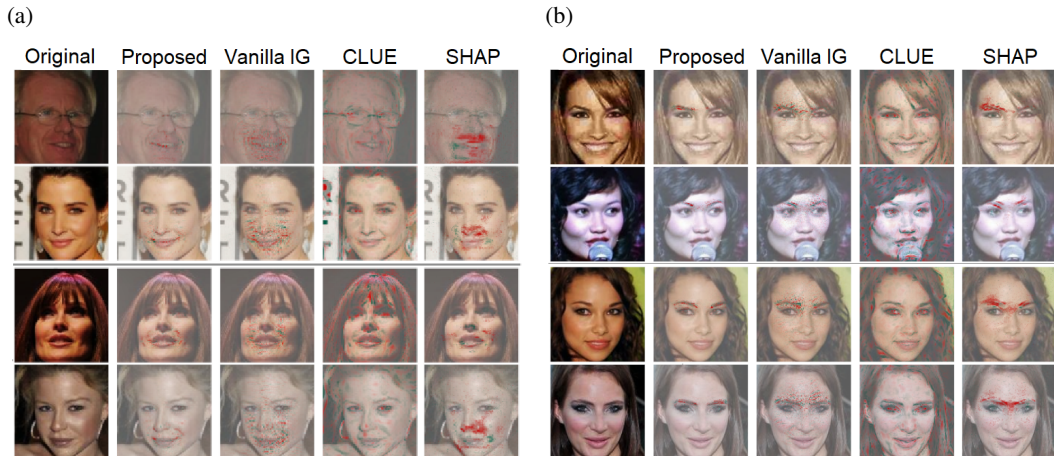 (a)
Original Proposed Vanilla IG CLUE SHAP
(b)
Original Proposed Vanilla IG CLUE SHAP